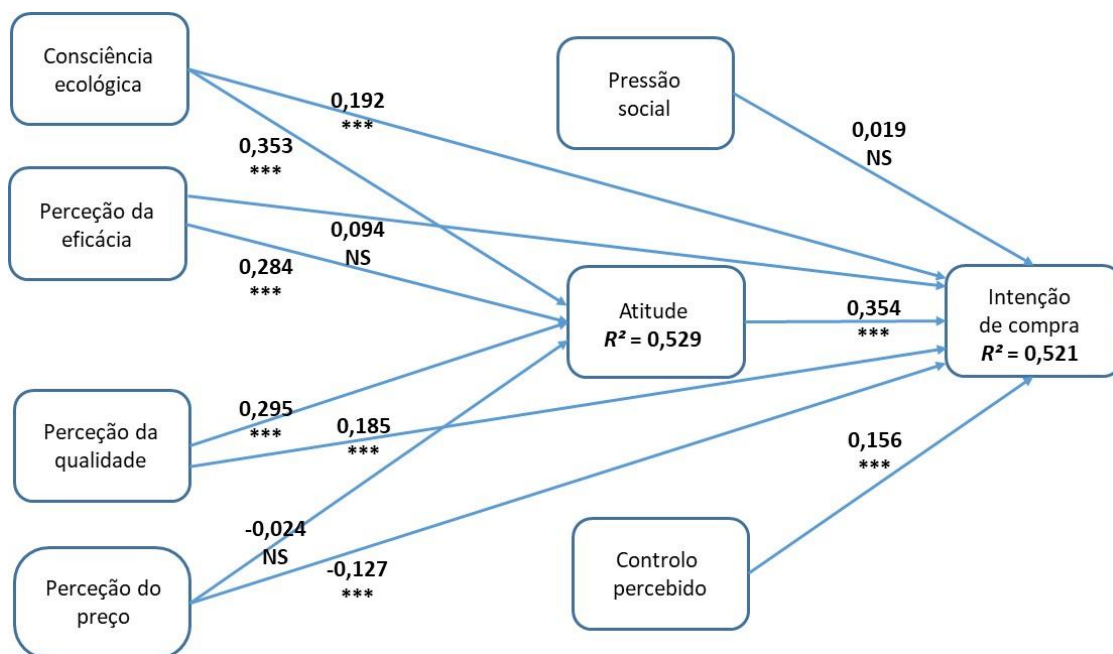 Consciência
ecológica
Pressão
social
0,192
***
0,019
NS
0,353
***
Perceção da
eficácia
0,094
NS
0,284
***
Atitude
R² = 0,529
0,354
***
Intenção
de compra
R² = 0,521
Perceção da
qualidade
0,295
***
0,185
***
0,156
***
-0,024
NS
Perceção do
preço
-0,127
***
Controlo
percebido